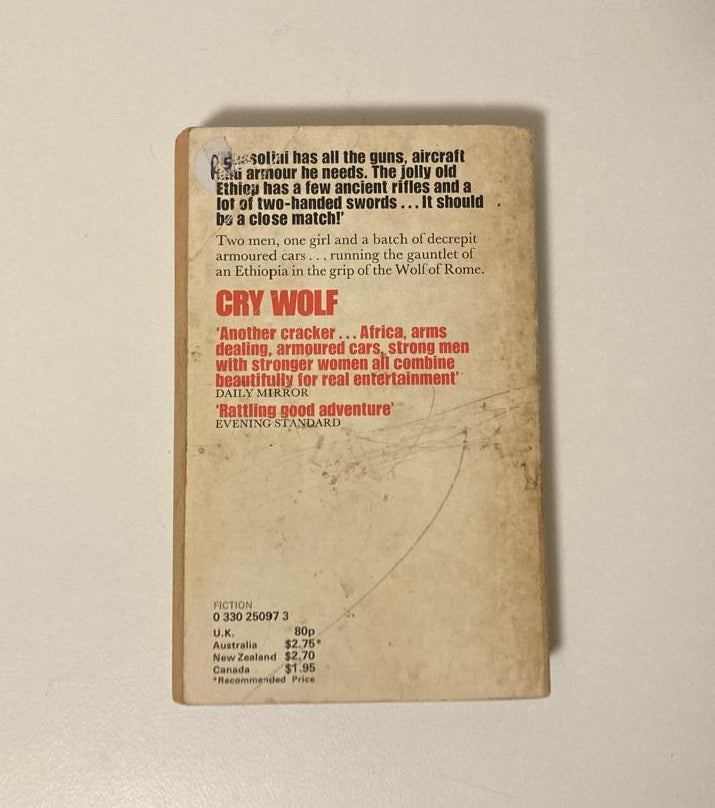 solini has all the guns, aircraft
armour he needs. The jolly old
Ethiop has a few ancient rifles and a
lot of two-handed swords ... It should
be a close match!'
Two men, one girl and a batch of decrepit
armoured cars . . . running the gauntlet of
an Ethiopia in the grip of the Wolf of Rome.
CRY WOLF
'Another cracker ... Africa, arms
dealing, armoured cars, strong men
with stronger women all combine
beautifully for real entertainment'
DAILY MIRROR
'Rattling good adventure'
EVENING STANDARD
FICTION
0 330 25097 3
U.K. 80p
Australia $2.75*
New Zealand $2.70
Canada $1.95
*Recommended Price